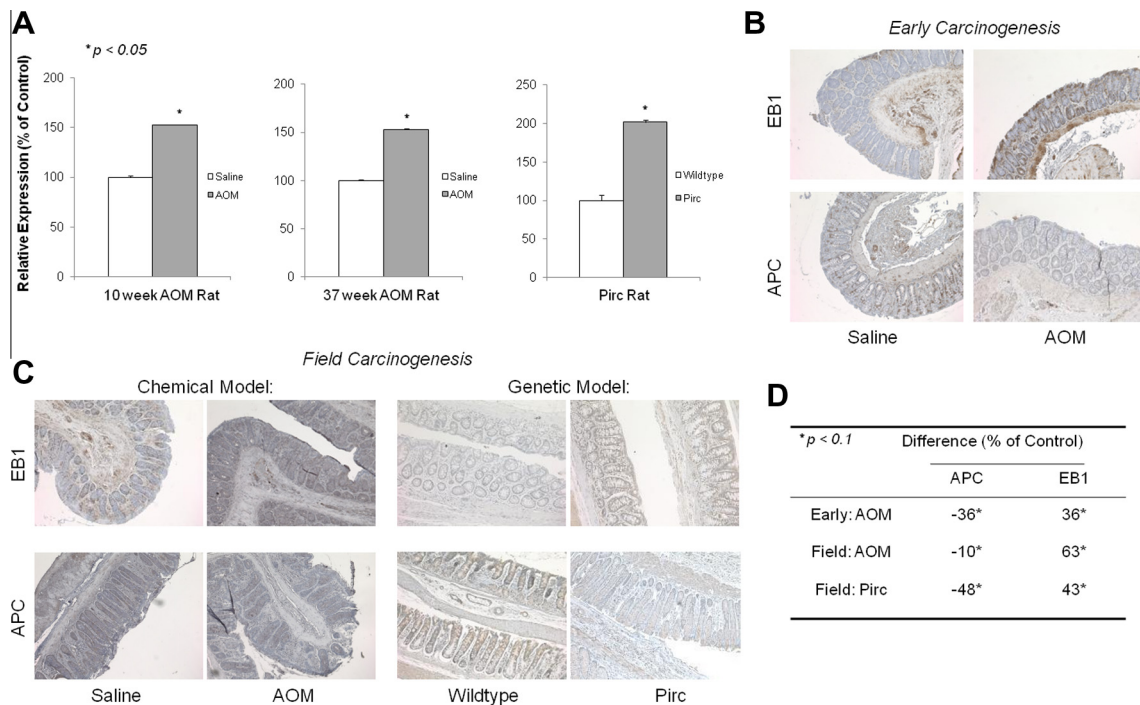 A
* p < 0.05
Relative Expression (% of Control)
200
150
100
50
0
* 
Saline
AOM
10 week AOM Rat
200
150
100
50
0
*
Saline
AOM
37 week AOM Rat
250
200
150
100
50
0
*
Wildtype
Pirc
Pirc Rat
B
Early Carcinogenesis
EB1
APC
Saline
AOM
Field Carcinogenesis
C
Chemical Model:
Genetic Model:
EB1
APC
Saline
AOM
Wildtype
Pirc
D
* p < 0.1
Difference (% of Control)
APC
EB1
Early: AOM
-36*
36*
Field: AOM
-10*
63*
Field: Pirc
-48*
43*